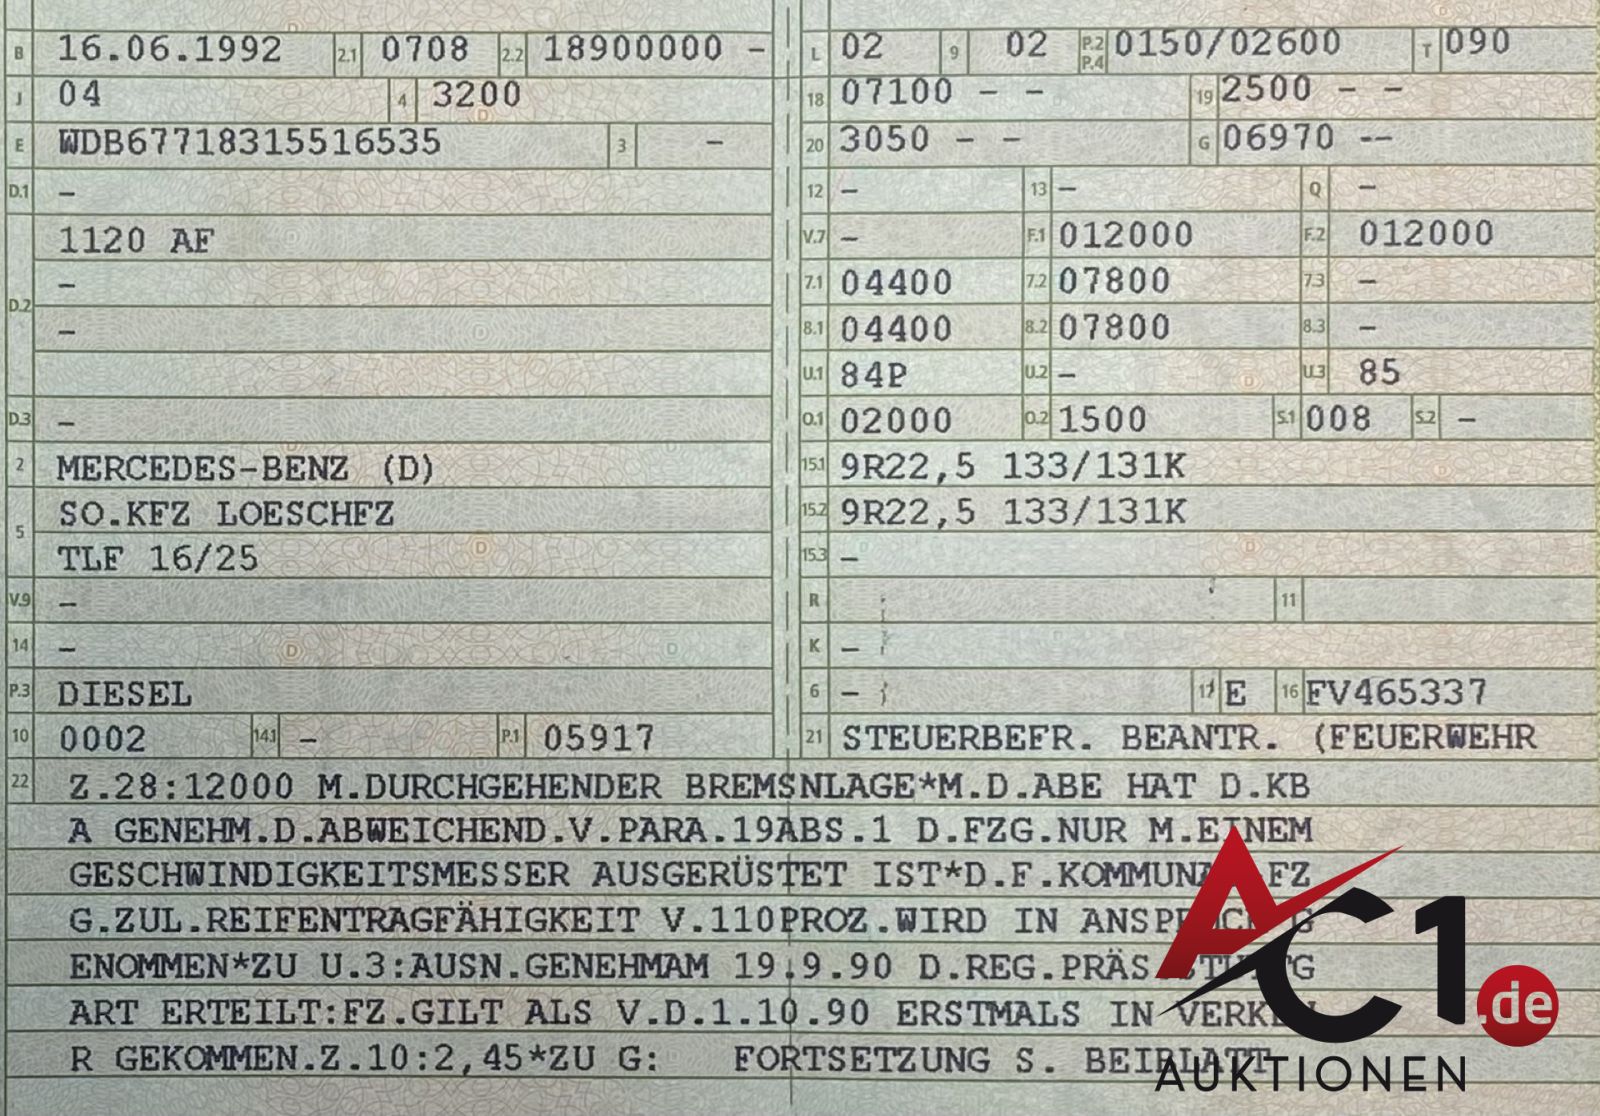 B 16.06.1992 2.1 0708 2.2 18900000 -
J 04 4 3200
E WDB67718315516535 3 -
D.1 -
1120 AF
D.2 -
-
D.3 -
2 MERCEDES-BENZ (D)
5 SO.KFZ LOESCHFZ
TLF 16/25
V.9 -
14 -
P.3 DIESEL
10 0002 14.1 - P.1 05917
L 02 9 02 P.2 P.4 0150/02600 T 090
18 07100 - - 19 2500 - -
20 3050 - - G 06970 --
12 - 13 - Q -
V.7 - F.1 012000 F.2 012000
7.1 04400 7.2 07800 7.3 -
8.1 04400 8.2 07800 8.3 -
U.1 84P U.2 - U.3 85
O.1 02000 O.2 1500 S.1 008 S.2 -
15.1 9R22,5 133/131K
15.2 9R22,5 133/131K
15.3 -
R 11
K -
6 - 17 E 16 FV465337
21 STEUERBEFR. BEANTR. (FEUERWEHR
22 Z.28:12000 M.DURCHGEHENDER BREMSNLAGE*M.D.ABE HAT D.KB
A GENEHM.D.ABWEICHEND.V.PARA.19ABS.1 D.FZG.NUR M.EINEM
GESCHWINDIGKEITSMESSER AUSGERÜSTET IST*D.F.KOMMUNA FZ
G.ZUL.REIFENTRAGFÄHIGKEIT V.110PROZ.WIRD IN G
ENOMMEN*ZU U.3:AUSN.GENEHMAM 19.9.90 D.REG.PRÄS. G
ART ERTEILT:FZ.GILT ALS V.D.1.10.90 ERSTMALS IN
R GEKOMMEN.Z.10:2,45*ZU G: FORTSETZUNG S. BEIBLATT
AC1.de
AUKTIONEN